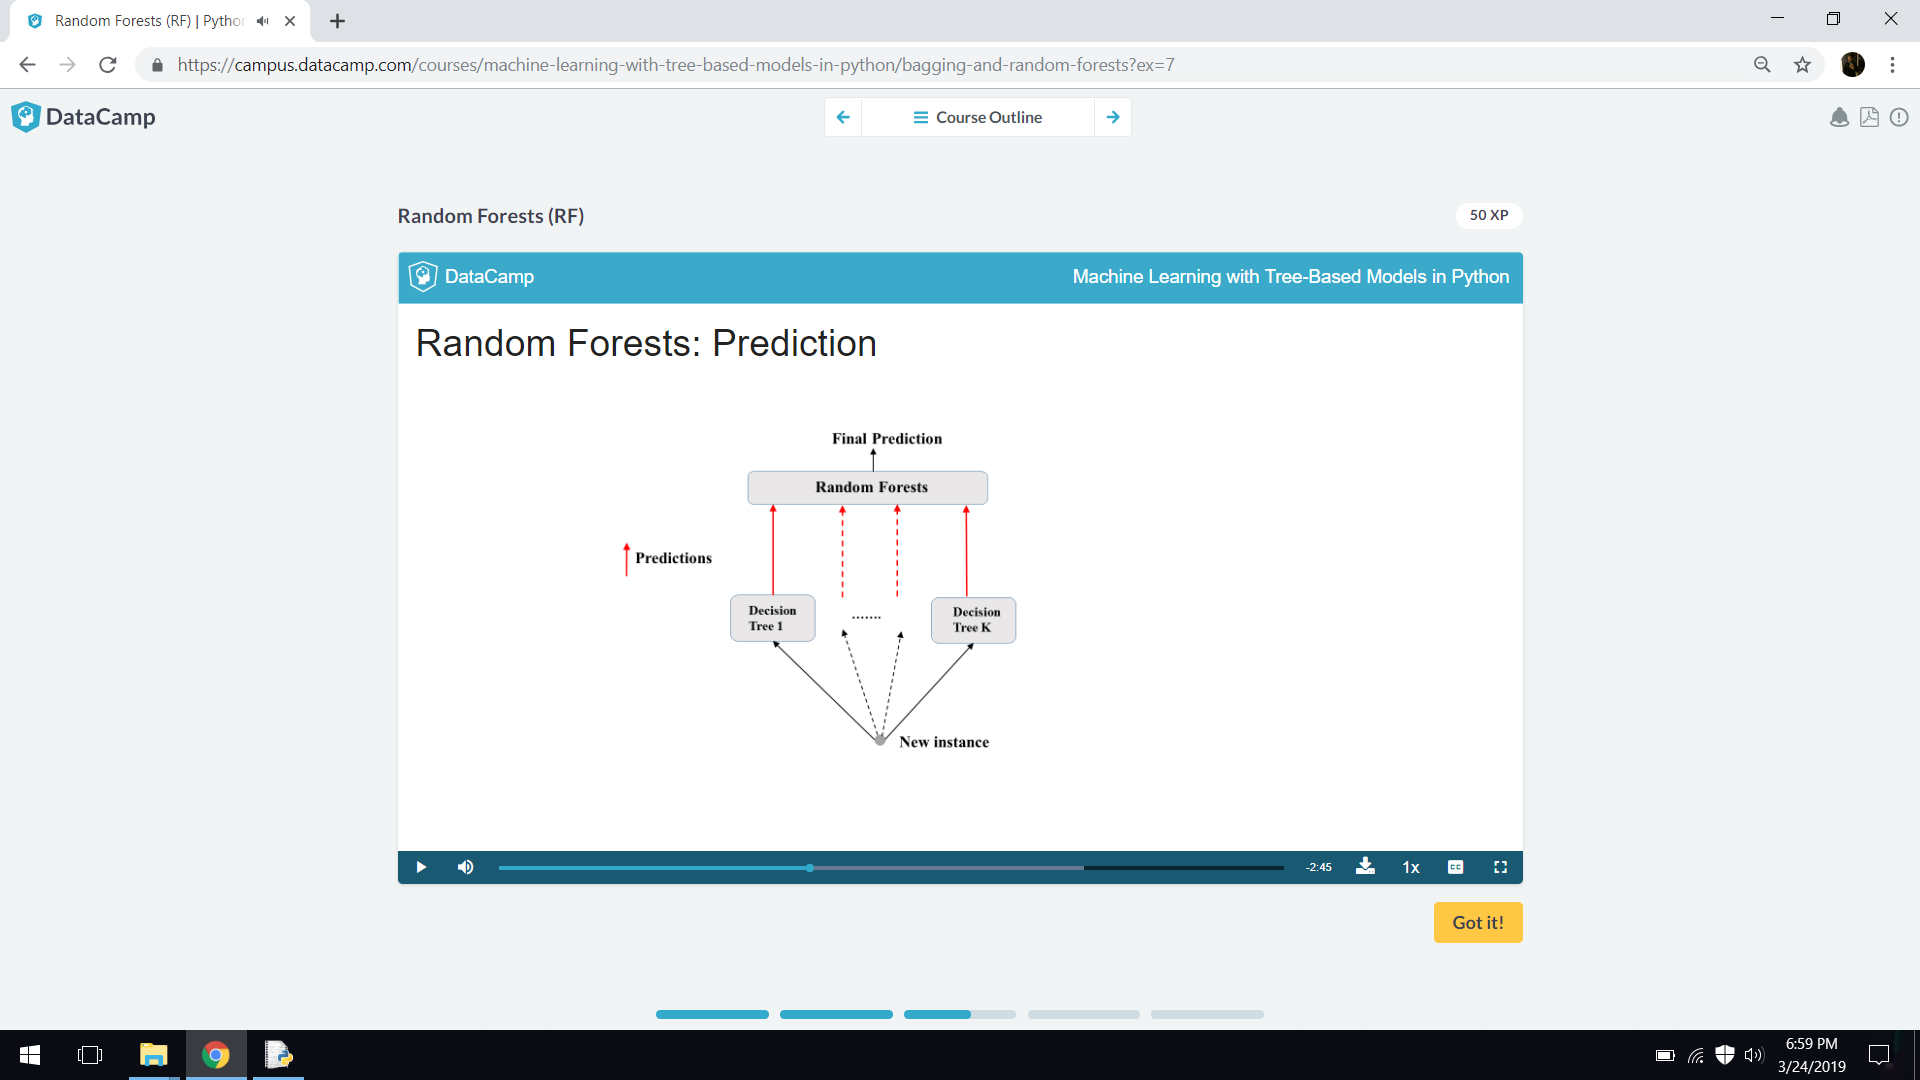 Random Forests (RF) | Pytho
https://campus.datacamp.com/courses/machine-learning-with-tree-based-models-in-python/bagging-and-random-forests?ex=7
DataCamp
Course Outline
Random Forests (RF)
50 XP
DataCamp
Machine Learning with Tree-Based Models in Python
Random Forests: Prediction
Final Prediction
Random Forests
Predictions
Decision
Tree 1
.......
Decision
Tree K
New instance
-2:45
1x
CC
Got it!
6:59 PM
3/24/2019